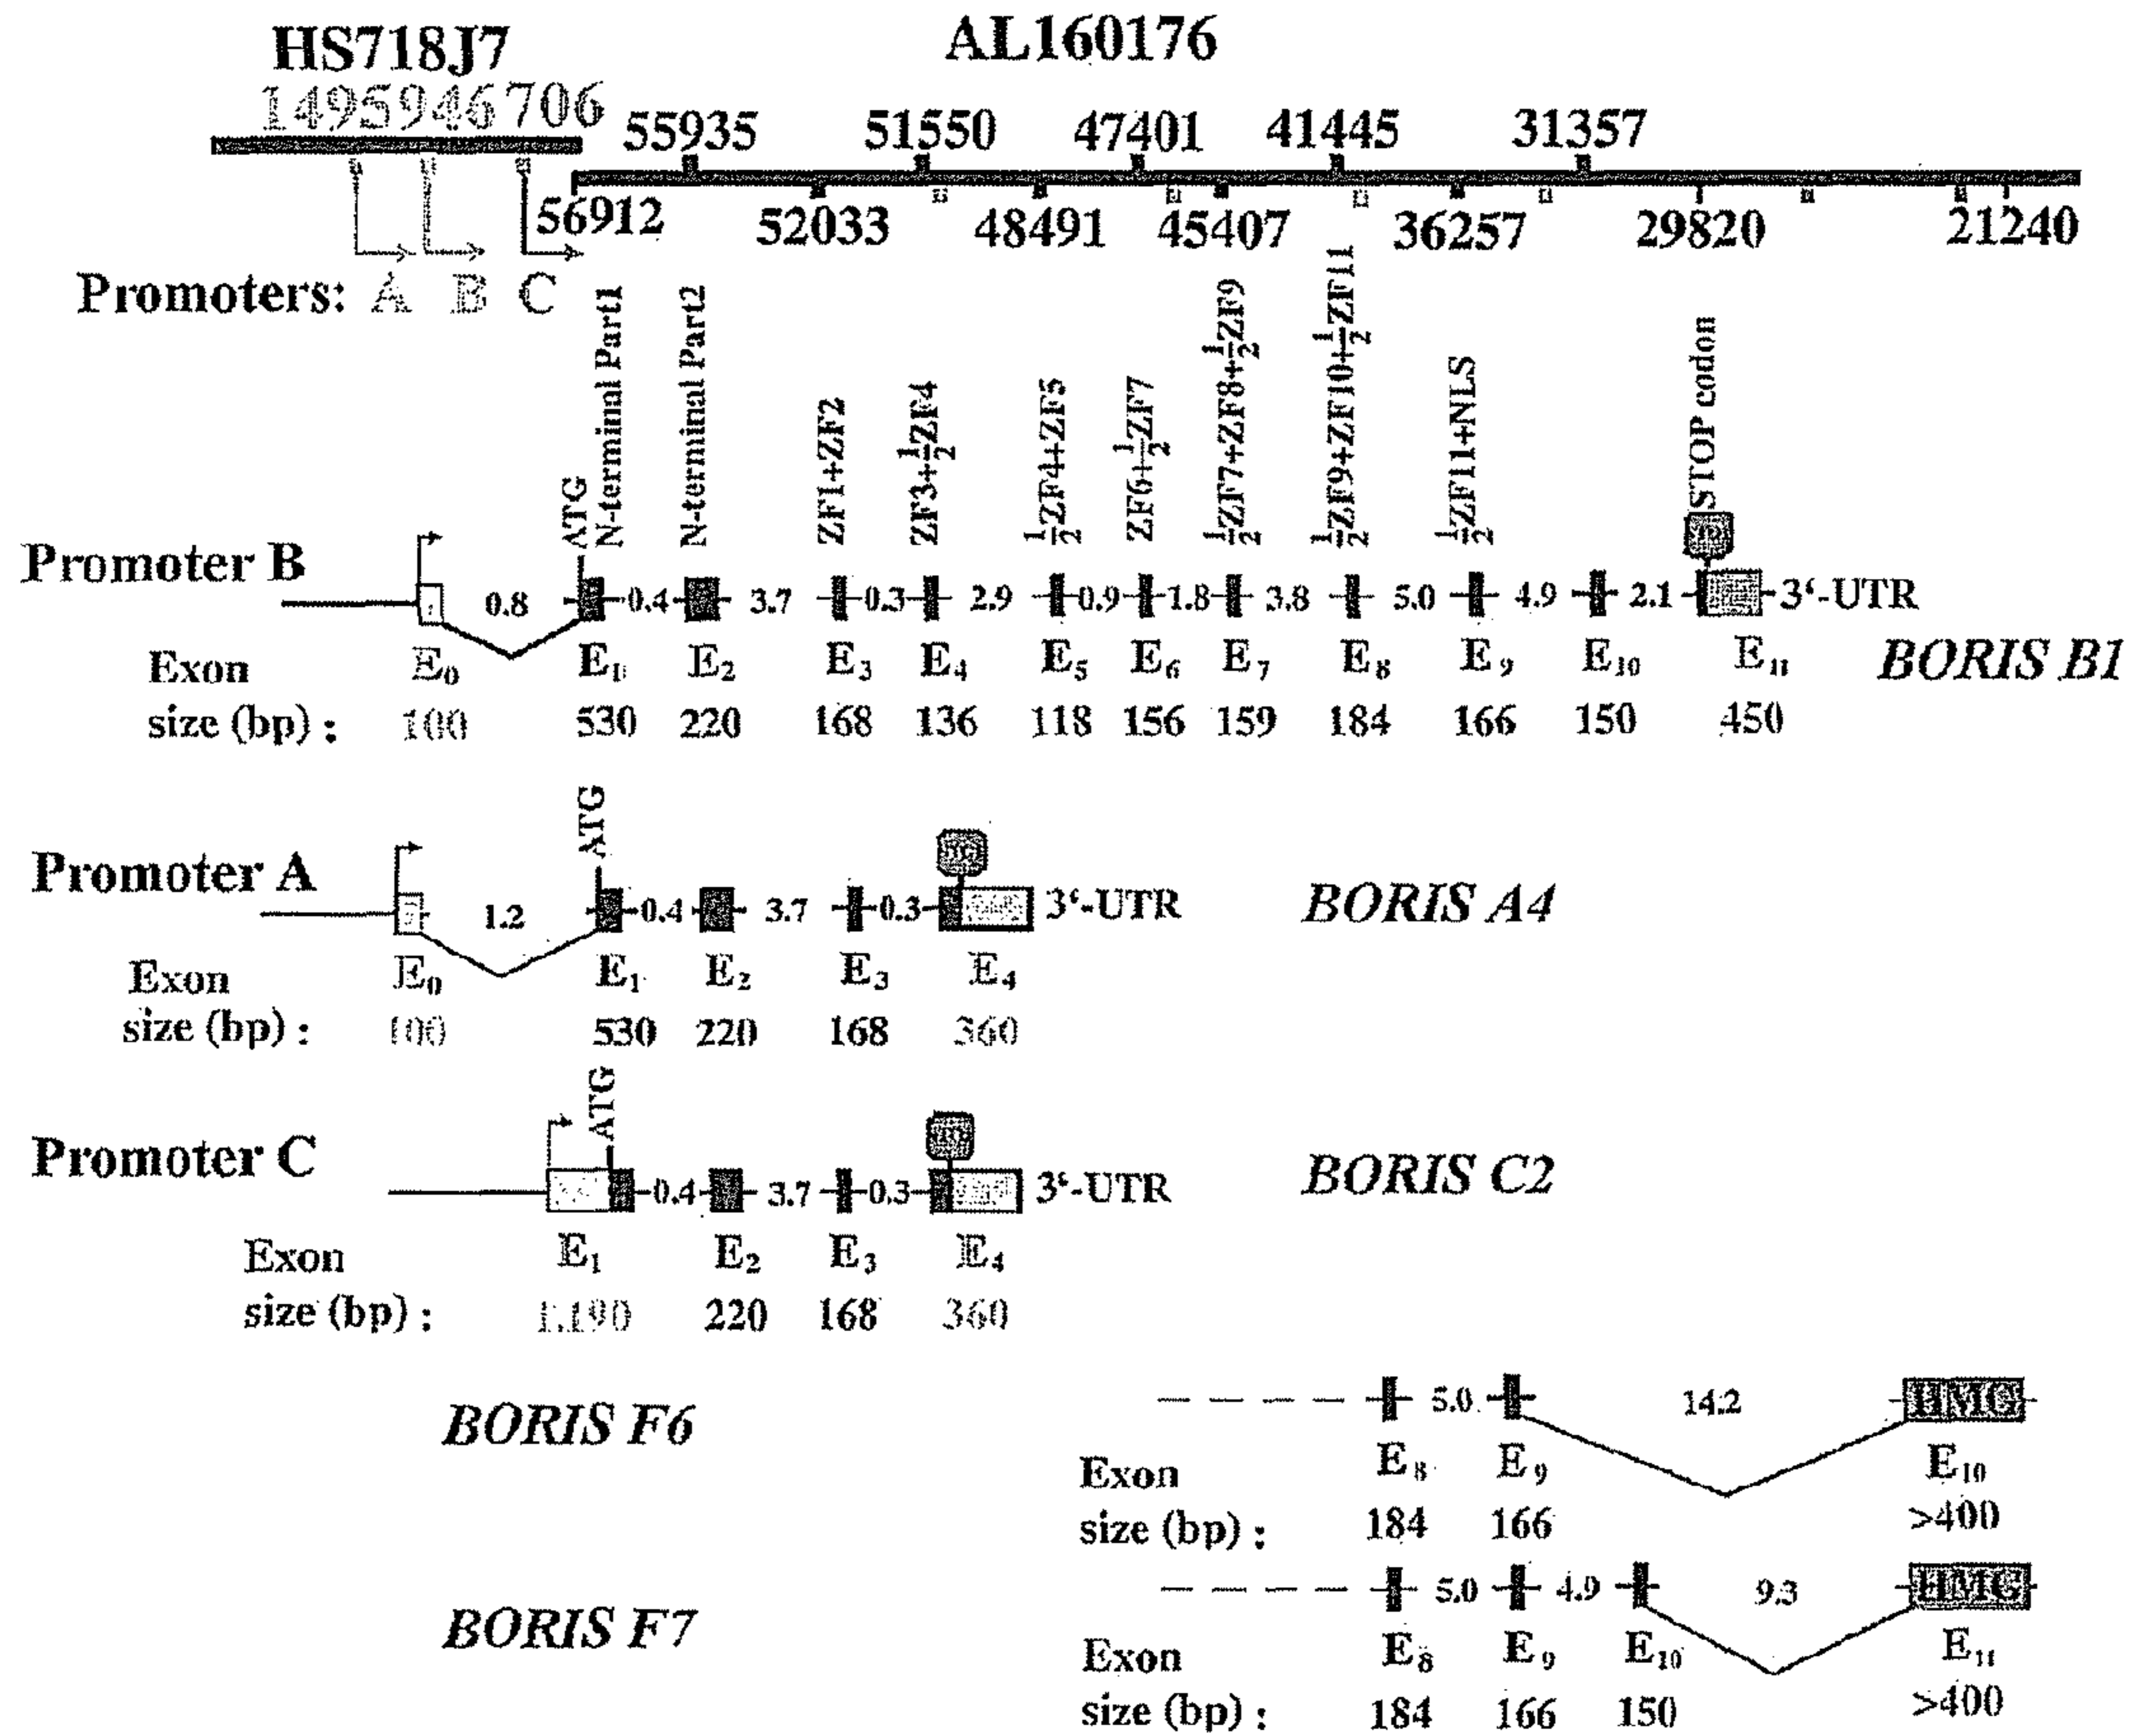 HS718J7
AL160176
1495 946 706
55935 51550 47401 41445 31357
56912 52033 48491 45407 36257 29820 21240
Promoters: A B C
ATG
N-terminal Part1
N-terminal Part2
ZF1+ZF2
ZF3+½ZF4
½ZF4+ZF5
ZF6+½ZF7
½ZF7+ZF8+½ZF9
½ZF9+ZF10+½ZF11
½ZF11+NLS
STOP codon
Promoter B
0.8 0.4 3.7 0.3 2.9 0.9 1.8 3.8 5.0 4.9 2.1 3‘-UTR
Exon E₀ E₁ E₂ E₃ E₄ E₅ E₆ E₇ E₈ E₉ E₁₀ E₁₁ BORIS B1
size (bp) : 100 530 220 168 136 118 156 159 184 166 150 450
ATG
Promoter A
1.2 0.4 3.7 0.3 3‘-UTR BORIS A4
Exon E₀ E₁ E₂ E₃ E₄
size (bp) : 100 530 220 168 360
ATG
Promoter C
0.4 3.7 0.3 3‘-UTR BORIS C2
Exon E₁ E₂ E₃ E₄
size (bp) : 1,190 220 168 360
BORIS F6
5.0 14.2 HMG
Exon E₈ E₉ E₁₀
size (bp) : 184 166 >400
BORIS F7
5.0 4.9 9.3 HMG
Exon E₈ E₉ E₁₀ E₁₁
size (bp) : 184 166 150 >400